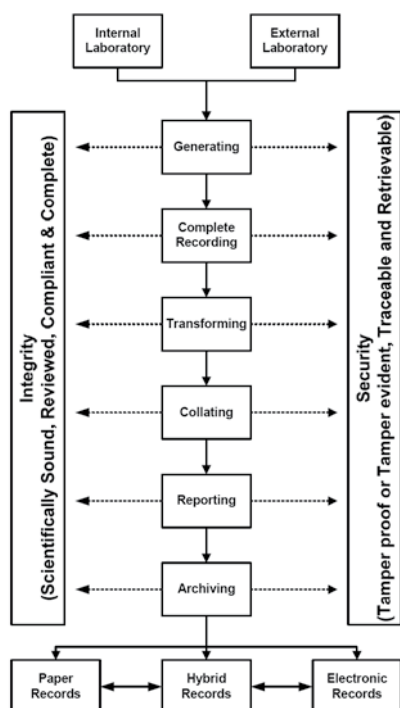 Internal
Laboratory
External
Laboratory
Generating
Complete
Recording
Transforming
Collating
Reporting
Archiving
Integrity
(Scientifically Sound, Reviewed, Compliant & Complete)
Security
(Tamper proof or Tamper evident, Traceable and Retrievable)
Paper
Records
Hybrid
Records
Electronic
Records